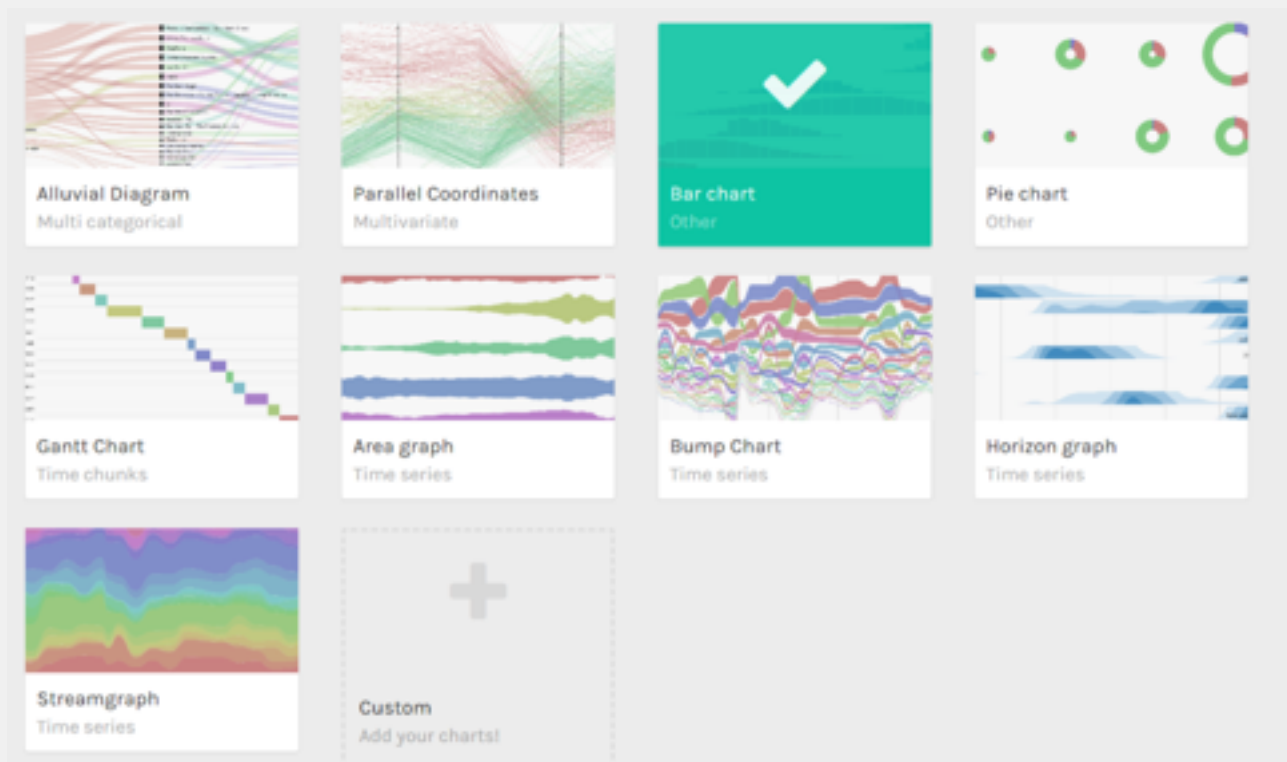 Alluvial Diagram
Multi categorical
Parallel Coordinates
Multivariate
Bar chart
Other
Pie chart
Other
Gantt Chart
Time chunks
Area graph
Time series
Bump Chart
Time series
Horizon graph
Time series
Streamgraph
Time series
Custom
Add your charts!